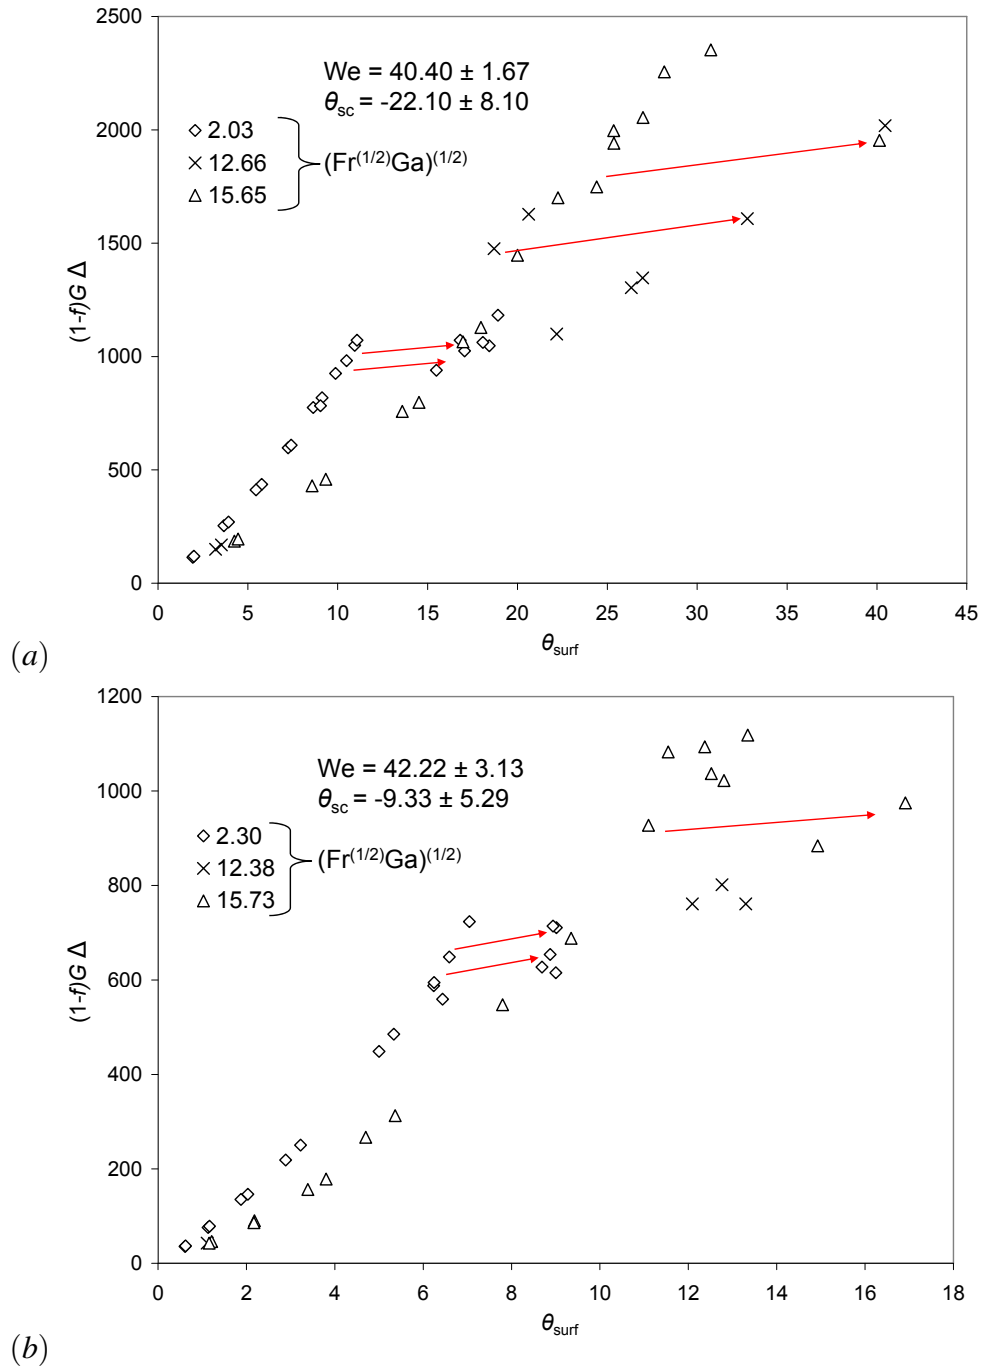 2500
2000
1500
1000
500
0
(1-f)G Δ
We = 40.40 ± 1.67
θsc = -22.10 ± 8.10
2.03
12.66
15.65
(Fr(1/2)Ga)(1/2)
0 5 10 15 20 25 30 35 40 45
θsurf
(a)
1200
1000
800
600
400
200
0
(1-f)G Δ
We = 42.22 ± 3.13
θsc = -9.33 ± 5.29
2.30
12.38
15.73
(Fr(1/2)Ga)(1/2)
0 2 4 6 8 10 12 14 16 18
θsurf
(b)